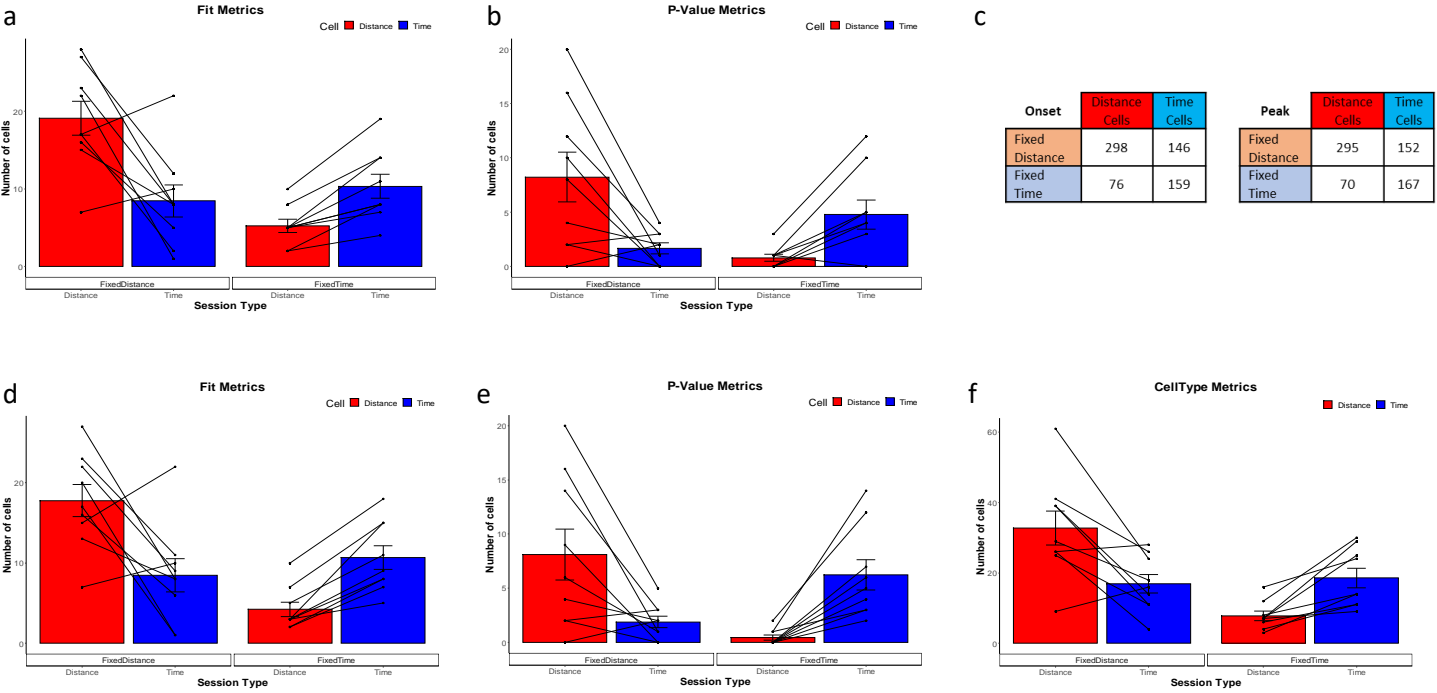 a
Fit Metrics
Cell Distance Time
Number of cells
20
10
0
FixedDistance FixedTime
Distance Time Distance Time
Session Type
b
P-Value Metrics
Cell Distance Time
Number of cells
20
15
10
5
0
FixedDistance FixedTime
Distance Time Distance Time
Session Type
c
Onset Distance Cells Time Cells
Fixed Distance 298 146
Fixed Time 76 159
Peak Distance Cells Time Cells
Fixed Distance 295 152
Fixed Time 70 167
d
Fit Metrics
Cell Distance Time
Number of cells
20
10
0
FixedDistance FixedTime
Distance Time Distance Time
Session Type
e
P-Value Metrics
Cell Distance Time
Number of cells
20
15
10
5
0
FixedDistance FixedTime
Distance Time Distance Time
Session Type
f
CellType Metrics
Distance Time
Number of cells
60
40
20
0
FixedDistance FixedTime
Distance Time Distance Time
Session Type